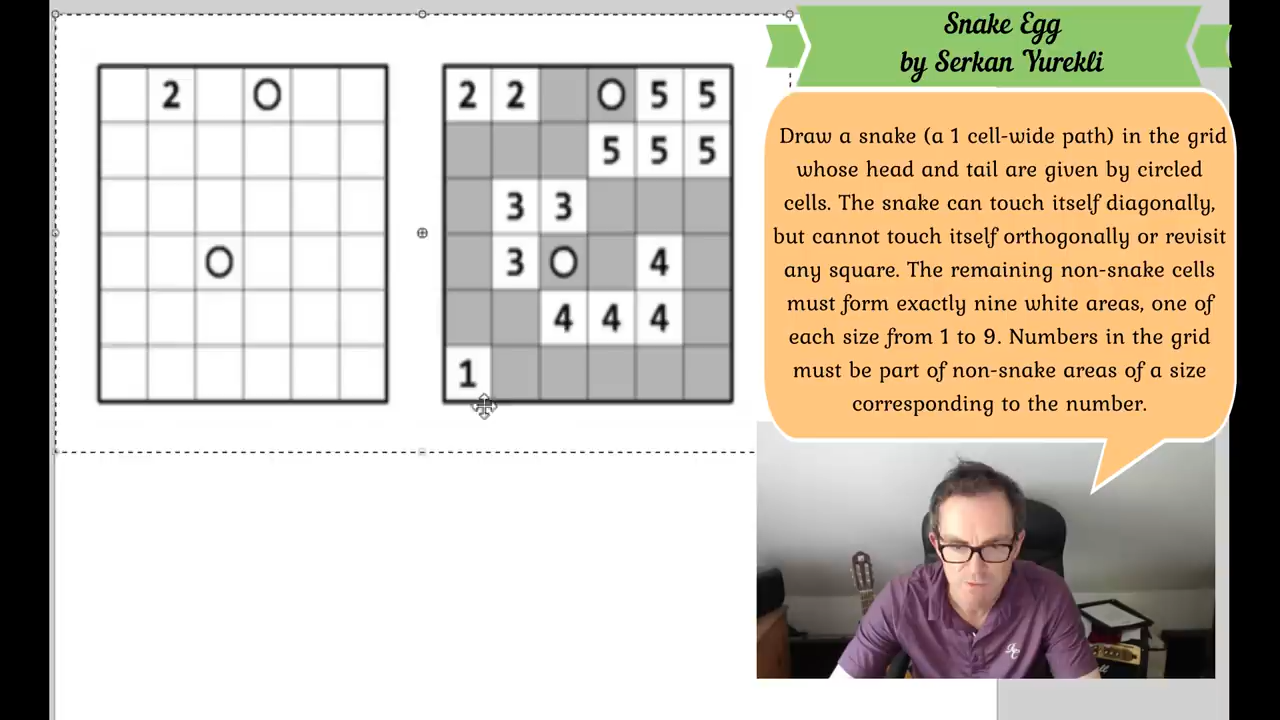 Snake Egg
by Serkan Yurekli
Draw a snake (a 1 cell-wide path) in the grid
whose head and tail are given by circled
cells. The snake can touch itself diagonally,
but cannot touch itself orthogonally or revisit
any square. The remaining non-snake cells
must form exactly nine white areas, one of
each size from 1 to 9. Numbers in the grid
must be part of non-snake areas of a size
corresponding to the number.
2 O
O
2 2 O 5 5
5 5 5
3 3
3 O 4
4 4 4
1